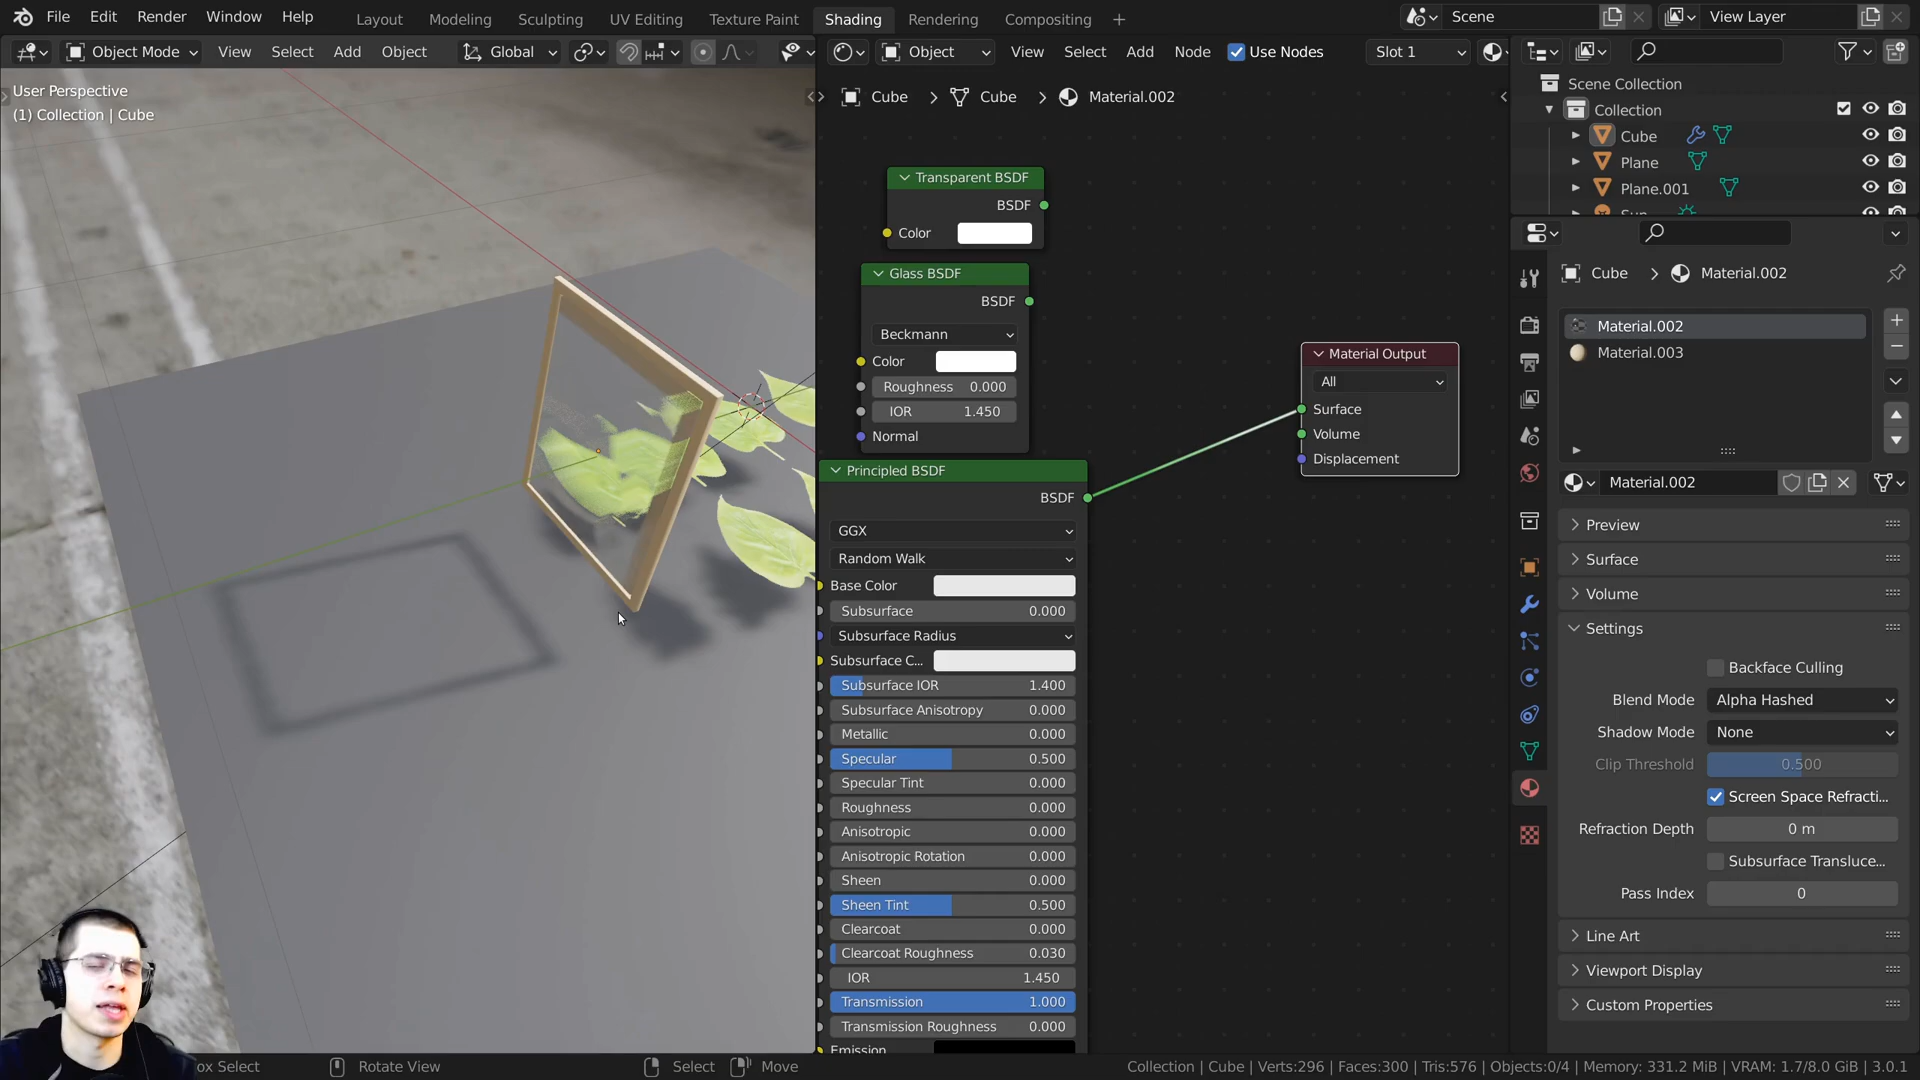 File Edit Render Window Help Layout Modeling Sculpting UV Editing Texture Paint Shading Rendering Compositing + Scene View Layer
Object Mode View Select Add Object Global Object View Select Add Node Use Nodes Slot 1
User Perspective
(1) Collection | Cube
Cube > Cube > Material.002
Transparent BSDF
BSDF
Color
Glass BSDF
BSDF
Beckmann
Color
Roughness 0.000
IOR 1.450
Normal
Principled BSDF
BSDF
GGX
Random Walk
Base Color
Subsurface 0.000
Subsurface Radius
Subsurface C...
Subsurface IOR 1.400
Subsurface Anisotropy 0.000
Metallic 0.000
Specular 0.500
Specular Tint 0.000
Roughness 0.000
Anisotropic 0.000
Anisotropic Rotation 0.000
Sheen 0.000
Sheen Tint 0.500
Clearcoat 0.000
Clearcoat Roughness 0.030
IOR 1.450
Transmission 1.000
Transmission Roughness 0.000
Emission
Material Output
All
Surface
Volume
Displacement
Scene Collection
Collection
Cube
Plane
Plane.001
Sun
Cube > Material.002
Material.002
Material.003
Material.002
Preview
Surface
Volume
Settings
Backface Culling
Blend Mode Alpha Hashed
Shadow Mode None
Clip Threshold 0.500
Screen Space Refracti...
Refraction Depth 0 m
Subsurface Transluce...
Pass Index 0
Line Art
Viewport Display
Custom Properties
ox Select Rotate View Select Move Collection | Cube | Verts:296 | Faces:300 | Tris:576 | Objects:0/4 | Memory: 331.2 MiB | VRAM: 1.7/8.0 GiB | 3.0.1